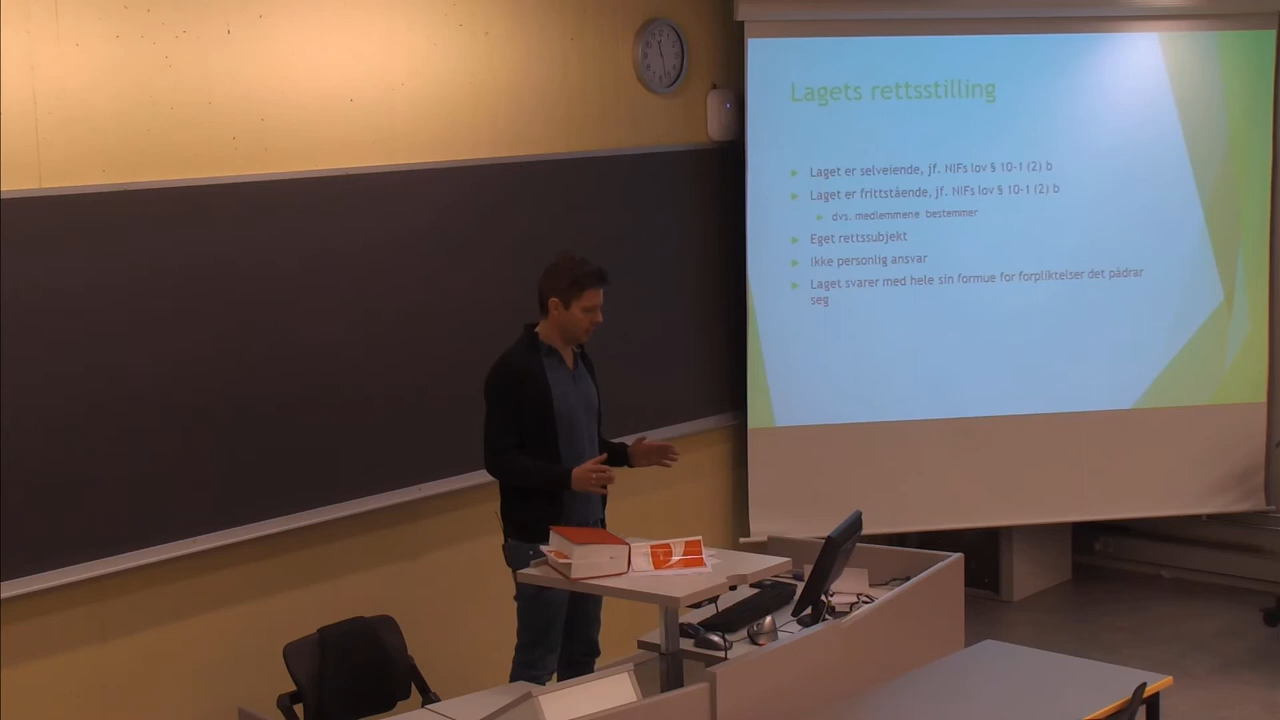 Lagets rettsstilling
Laget er selveiende, jf. NIFs lov § 10-1 (2) b
Laget er frittstående, jf. NIFs lov § 10-1 (2) b
dvs. medlemmene bestemmer
Eget rettssubjekt
Ikke personlig ansvar
Laget svarer med hele sin formue for forpliktelser det pådrar
seg